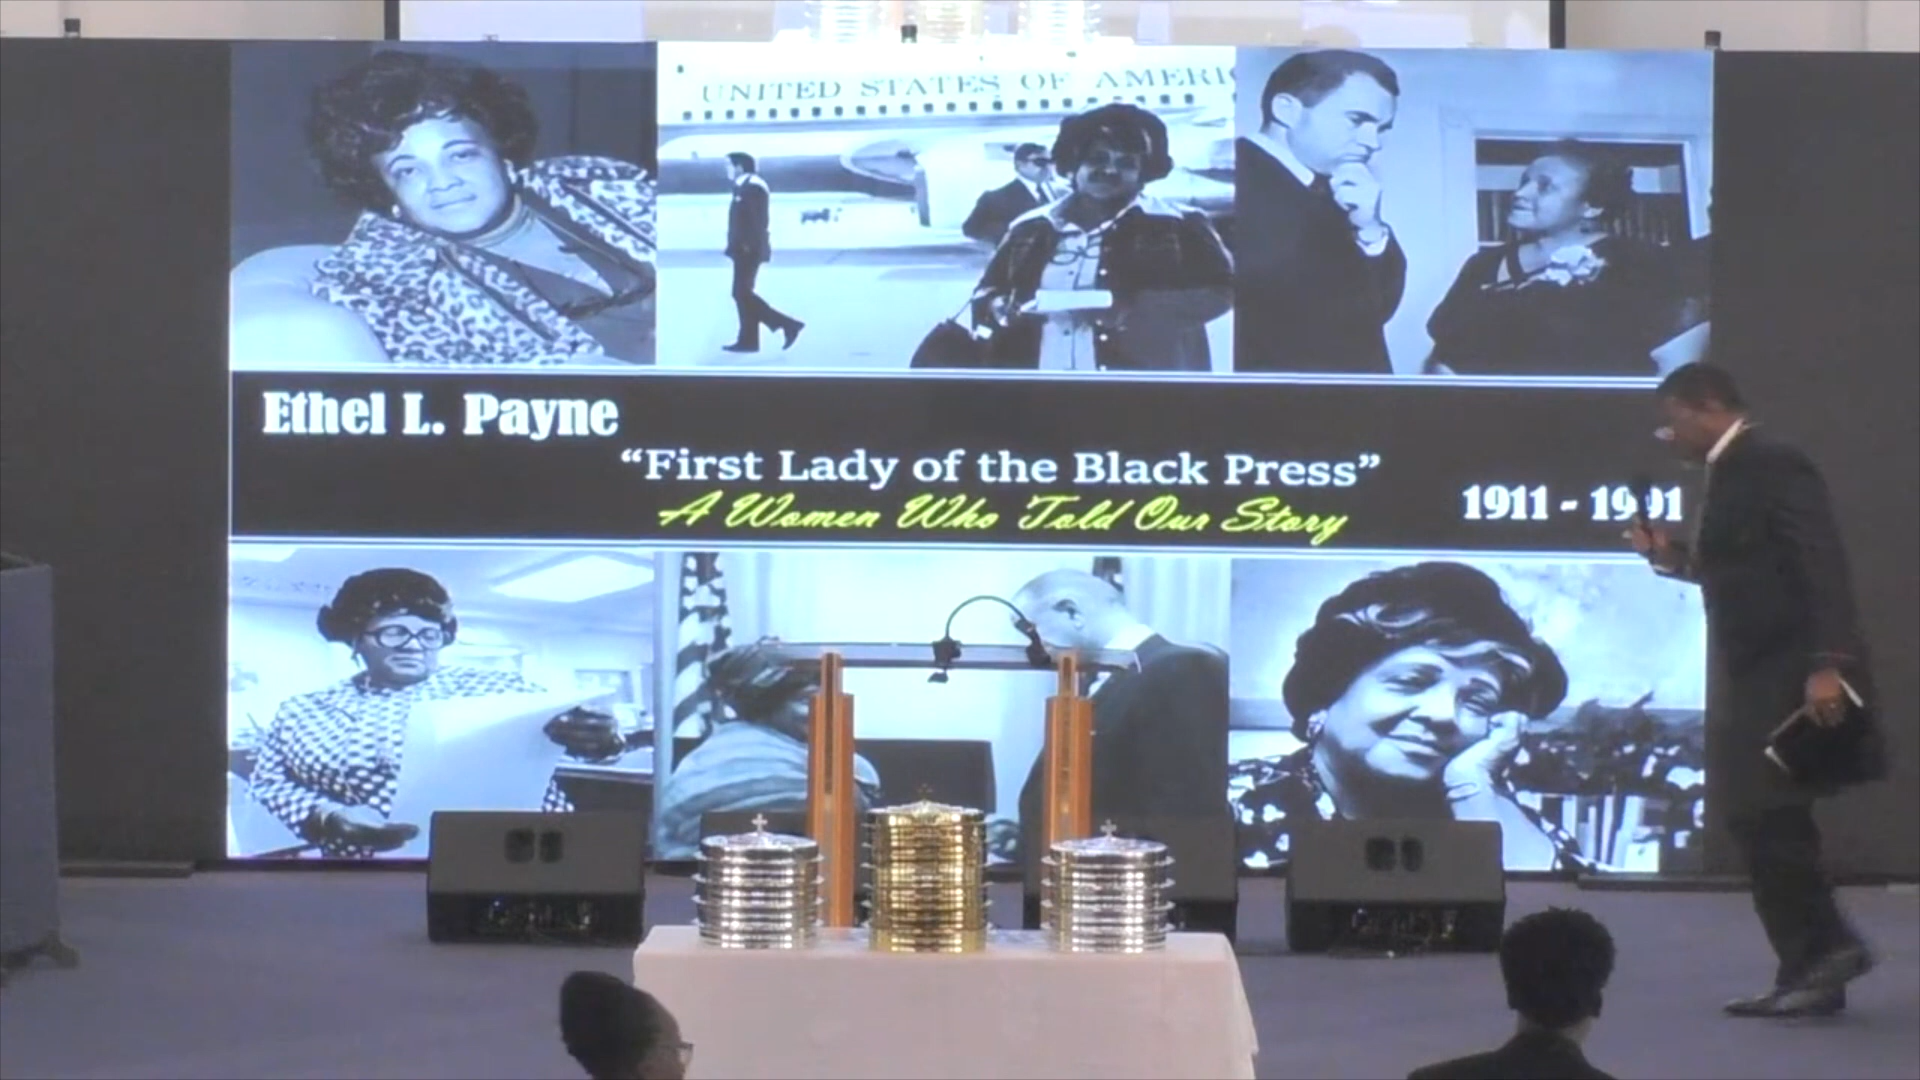 UNITED STATES OF AMERIC
Ethel L. Payne
“First Lady of the Black Press”
A Women Who Told Our Story
1911 - 1991